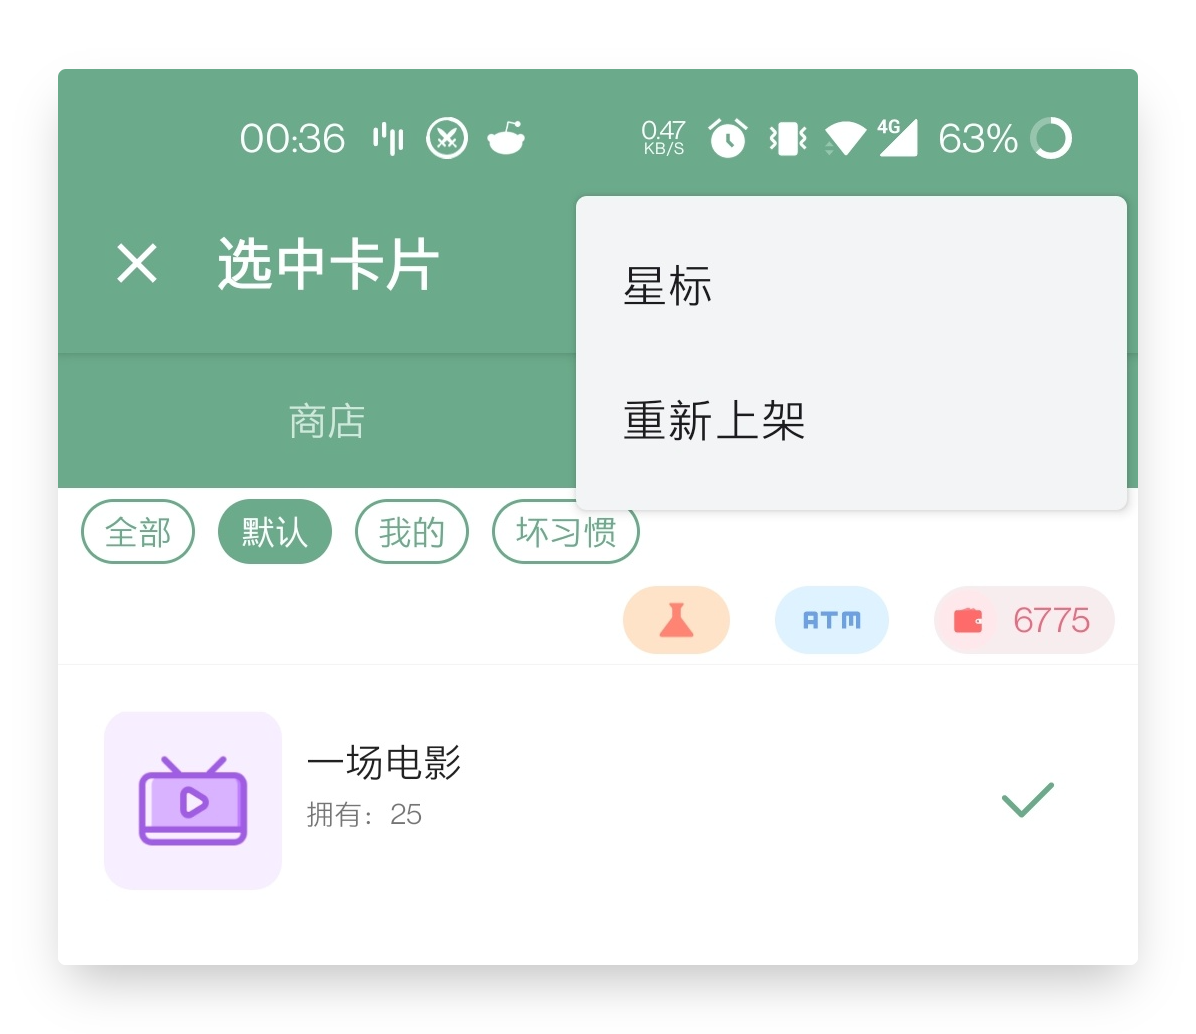 00:36
0.47
KB/S
4G
63%
选中卡片
星标
重新上架
商店
全部 默认 我的 坏习惯
ATM 6775
一场电影
拥有：25